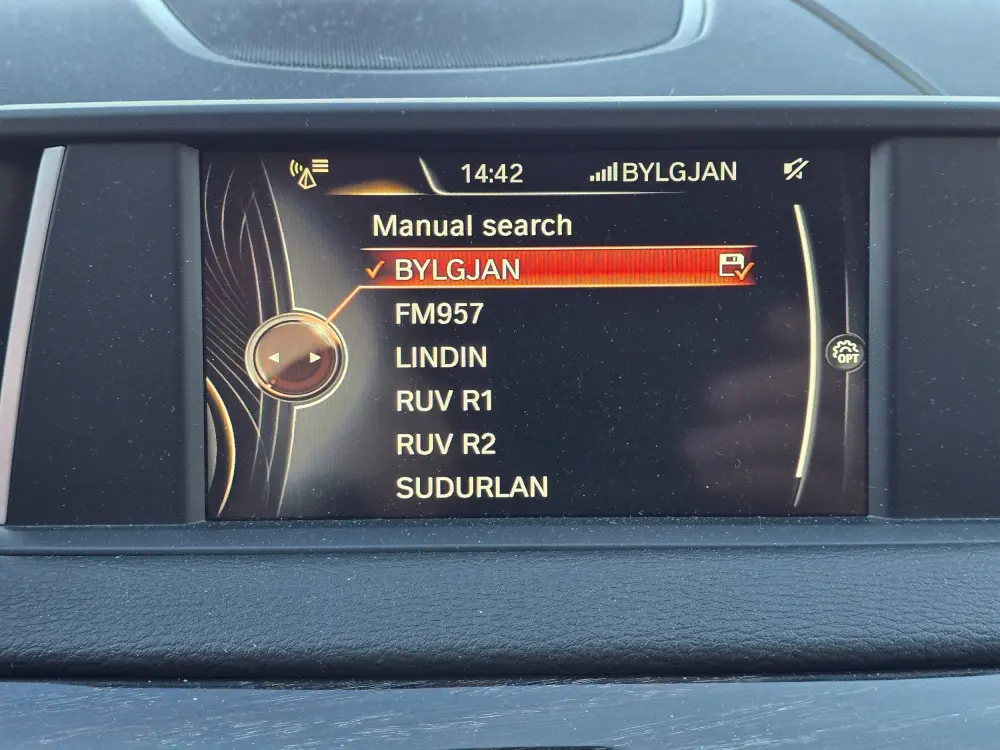 14:42 BYLGJAN
Manual search
BYLGJAN
FM957
LINDIN
RUV R1
RUV R2
SUDURLAN
OPT